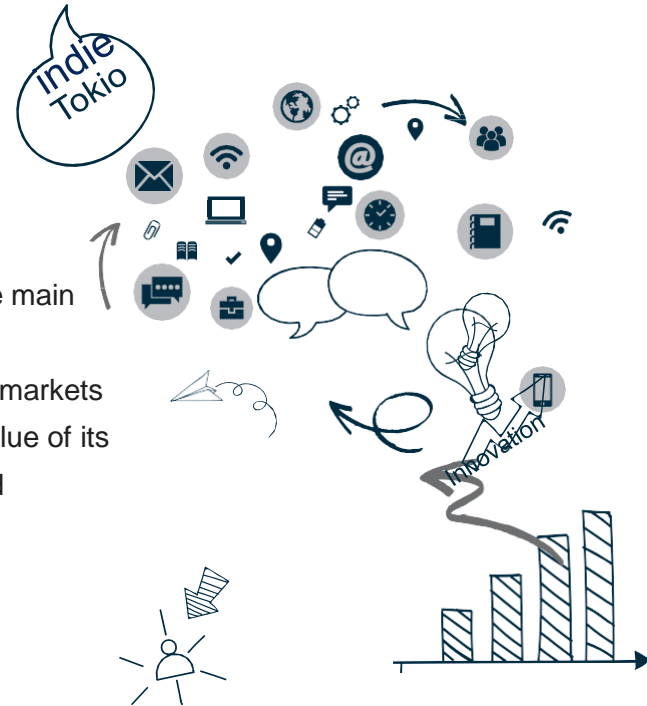 indie
Tokio
e main
markets
lue of its
Innovation